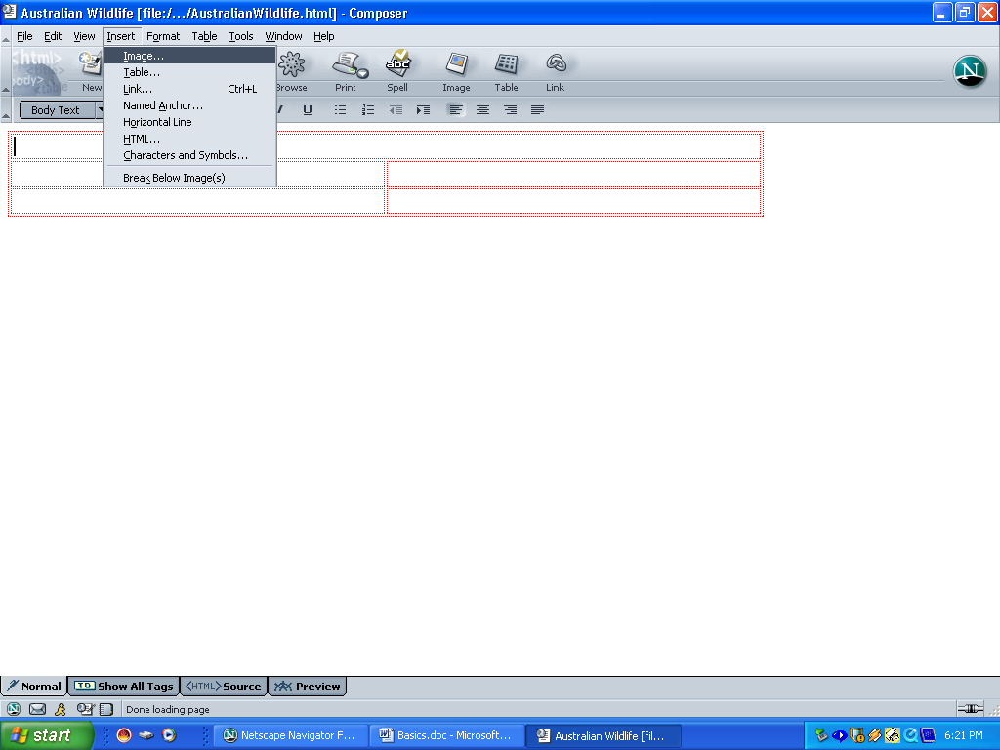 Australian Wildlife [file:/.../AustralianWildlife.html] - Composer
File Edit View Insert Format Table Tools Window Help
New Browse Print Spell Image Table Link
abc
N
Body Text U
Image...
Table...
Link... Ctrl+L
Named Anchor...
Horizontal Line
HTML...
Characters and Symbols...
Break Below Image(s)
Normal TD Show All Tags <HTML> Source Preview
Done loading page
start Netscape Navigator F... Basics.doc - Microsoft... Australian Wildlife [fil... 6:21 PM